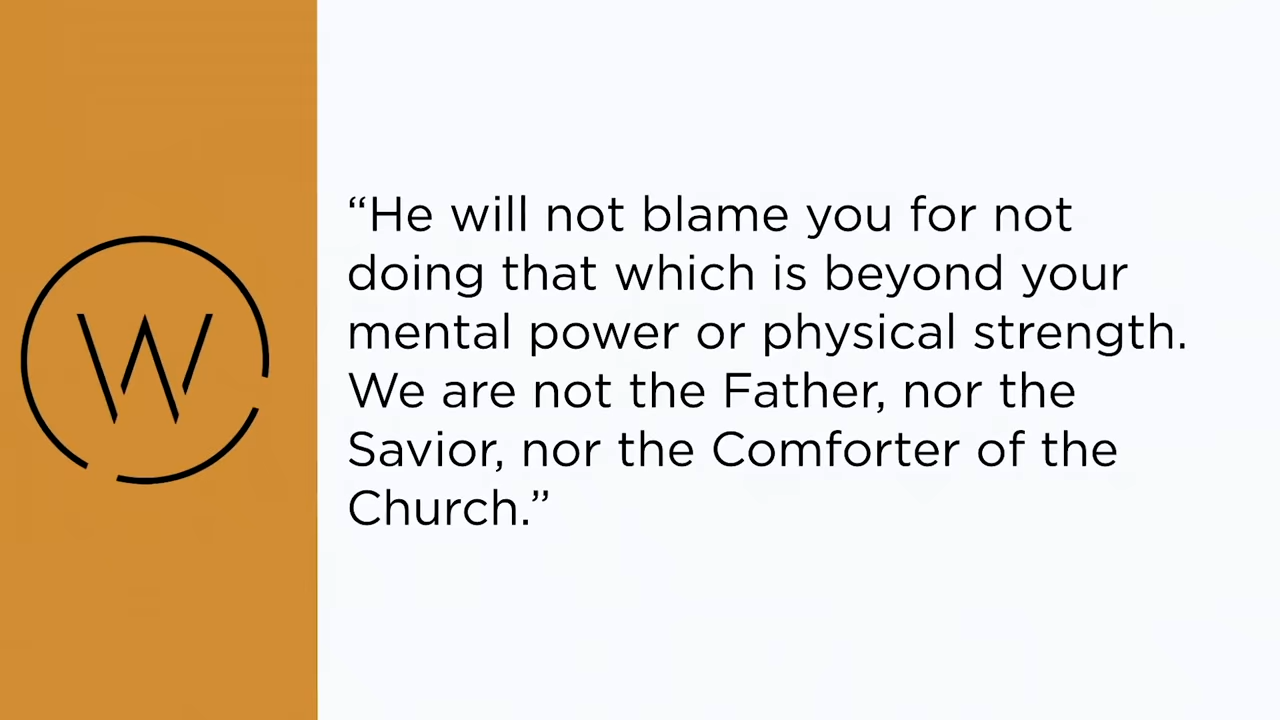 W
“He will not blame you for not
doing that which is beyond your
mental power or physical strength.
We are not the Father, nor the
Savior, nor the Comforter of the
Church.”